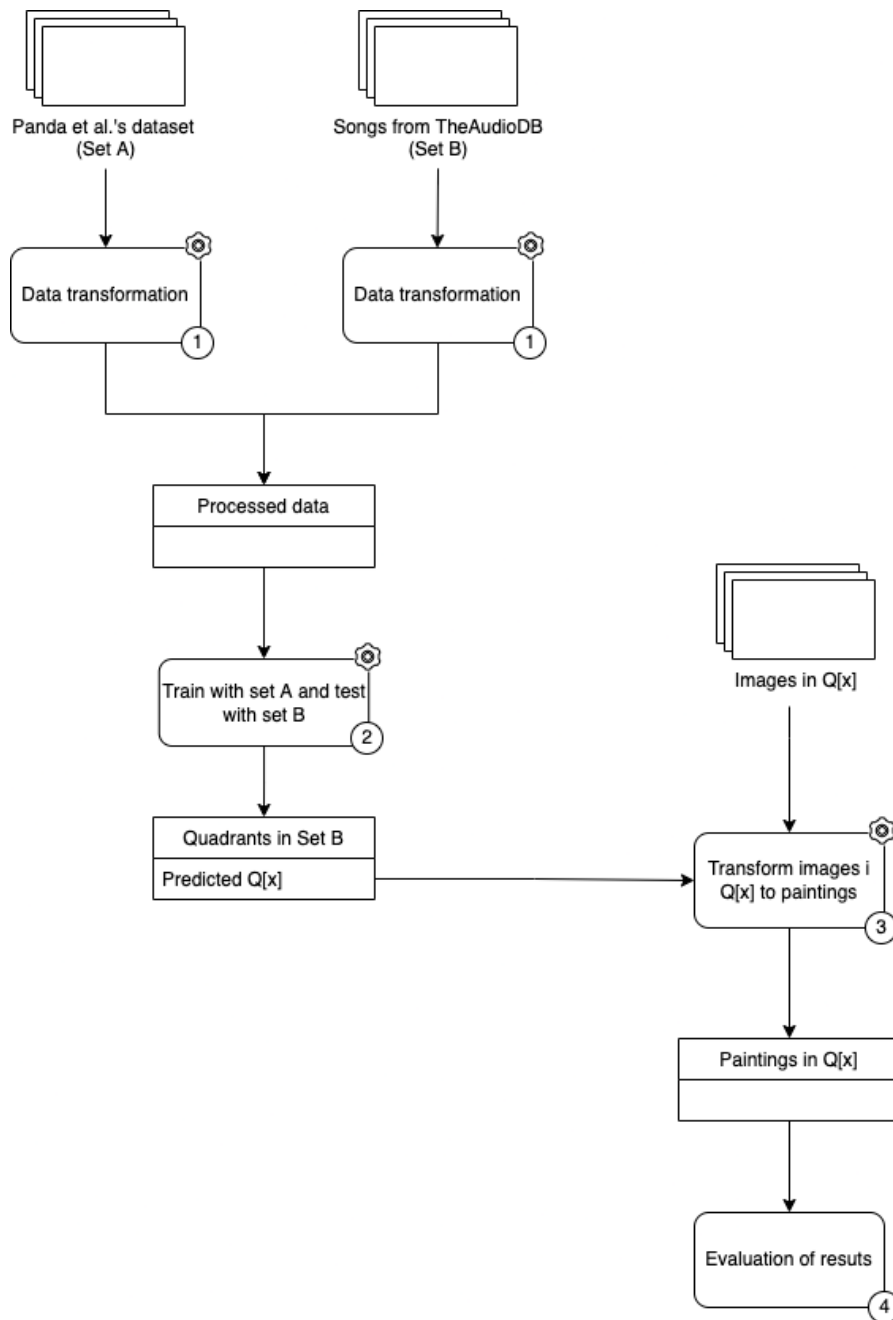 Panda et al.'s dataset
(Set A)
Songs from TheAudioDB
(Set B)
Data transformation
1
Data transformation
1
Processed data
Train with set A and test
with set B
2
Images in Q[x]
Quadrants in Set B
Predicted Q[x]
Transform images i
Q[x] to paintings
3
Paintings in Q[x]
Evaluation of resuts
4